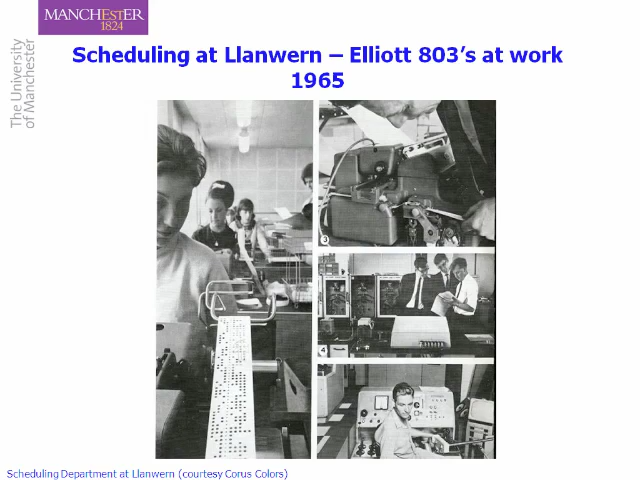 MANCHESTER
1824
The University
of Manchester
Scheduling at Llanwern – Elliott 803's at work
1965
3
4
Scheduling Department at Llanwern (courtesy Corus Colors)